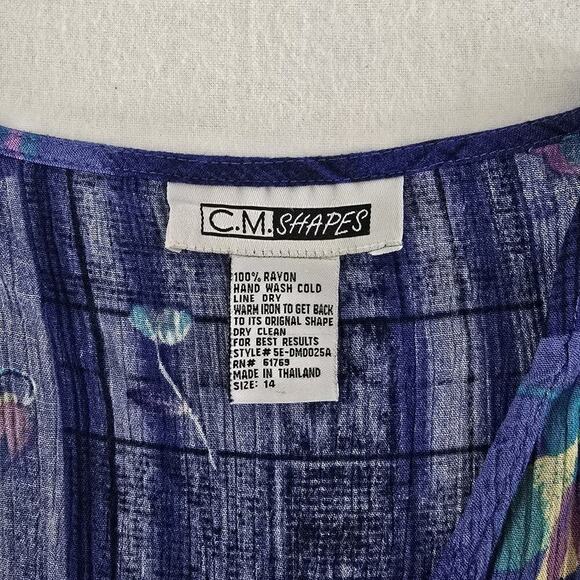 C.M. SHAPES
100% RAYON
HAND WASH COLD
LINE DRY
WARM IRON TO GET BACK
TO ITS ORIGNAL SHAPE
DRY CLEAN
FOR BEST RESULTS
STYLE# 5E-DMD025A
RN# 61769
MADE IN THAILAND
SIZE: 14